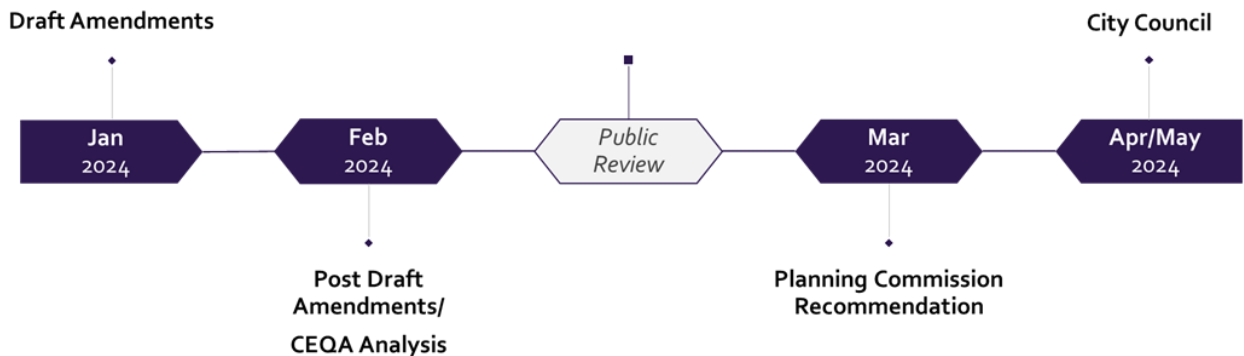 Draft Amendments
City Council
Jan
2024
Feb
2024
Public
Review
Mar
2024
Apr/May
2024
Post Draft
Amendments/
CEQA Analysis
Planning Commission
Recommendation